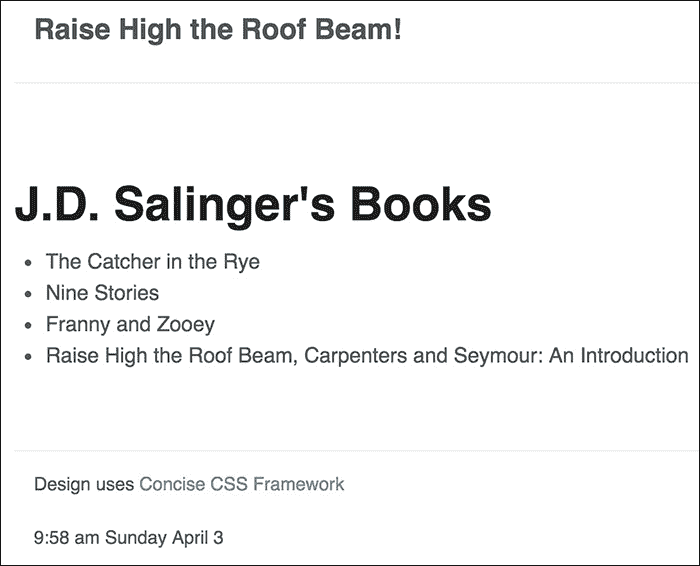 Raise High the Roof Beam!
J.D. Salinger's Books
• The Catcher in the Rye
• Nine Stories
• Franny and Zooey
• Raise High the Roof Beam, Carpenters and Seymour: An Introduction
Design uses Concise CSS Framework
9:58 am Sunday April 3